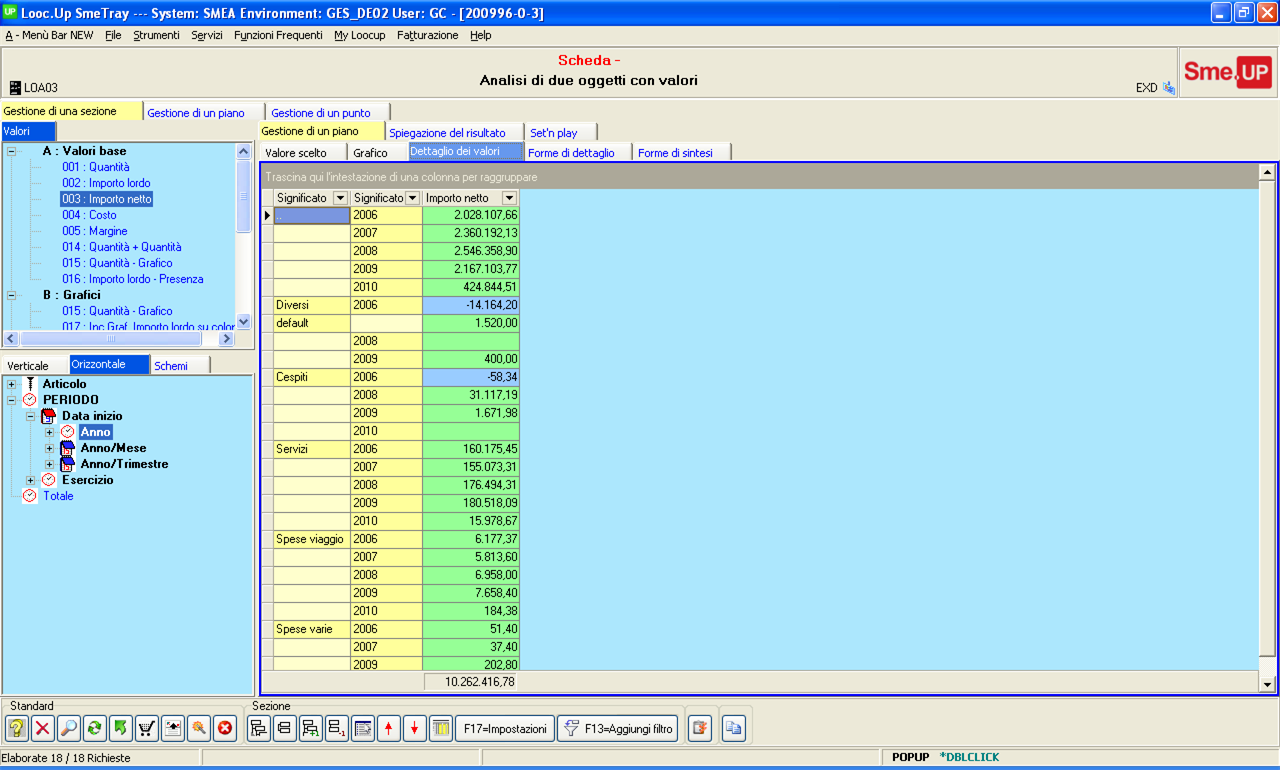 UP Looc.Up SmeTray --- System: SMEA Environment: GES_DE02 User: GC - [200996-0-3]
A - Menù Bar NEW File Strumenti Servizi Funzioni Frequenti My Loocup Fatturazione Help
Scheda -
Analisi di due oggetti con valori
LOA03
EXD
Sme.UP
Gestione di una sezione Gestione di un piano Gestione di un punto
Valori
A : Valori base
001 : Quantità
002 : Importo lordo
003 : Importo netto
004 : Costo
005 : Margine
014 : Quantità + Quantità
015 : Quantità - Grafico
016 : Importo lordo - Presenza
B : Grafici
015 : Quantità - Grafico
017 : Inc.Graf. Importo lordo su color
Verticale Orizzontale Schemi
Articolo
PERIODO
Data inizio
Anno
Anno/Mese
Anno/Trimestre
Esercizio
Totale
Gestione di un piano Spiegazione del risultato Set'n play
Valore scelto Grafico Dettaglio dei valori Forme di dettaglio Forme di sintesi
Trascina qui l'intestazione di una colonna per raggruppare
Significato Significato Importo netto
.. 2006 2.028.107,66
2007 2.360.192,13
2008 2.546.358,90
2009 2.167.103,77
2010 424.844,51
Diversi 2006 -14.164,20
default 1.520,00
2008
2009 400,00
Cespiti 2006 -58,34
2008 31.117,19
2009 1.671,98
2010
Servizi 2006 160.175,45
2007 155.073,31
2008 176.494,31
2009 180.518,09
2010 15.978,67
Spese viaggio 2006 6.177,37
2007 5.813,60
2008 6.958,00
2009 7.658,40
2010 184,38
Spese varie 2006 51,40
2007 37,40
2009 202,80
10.262.416,78
Standard Sezione
F17=Impostazioni F13=Aggiungi filtro
Elaborate 18 / 18 Richieste
POPUP *DBLCLICK